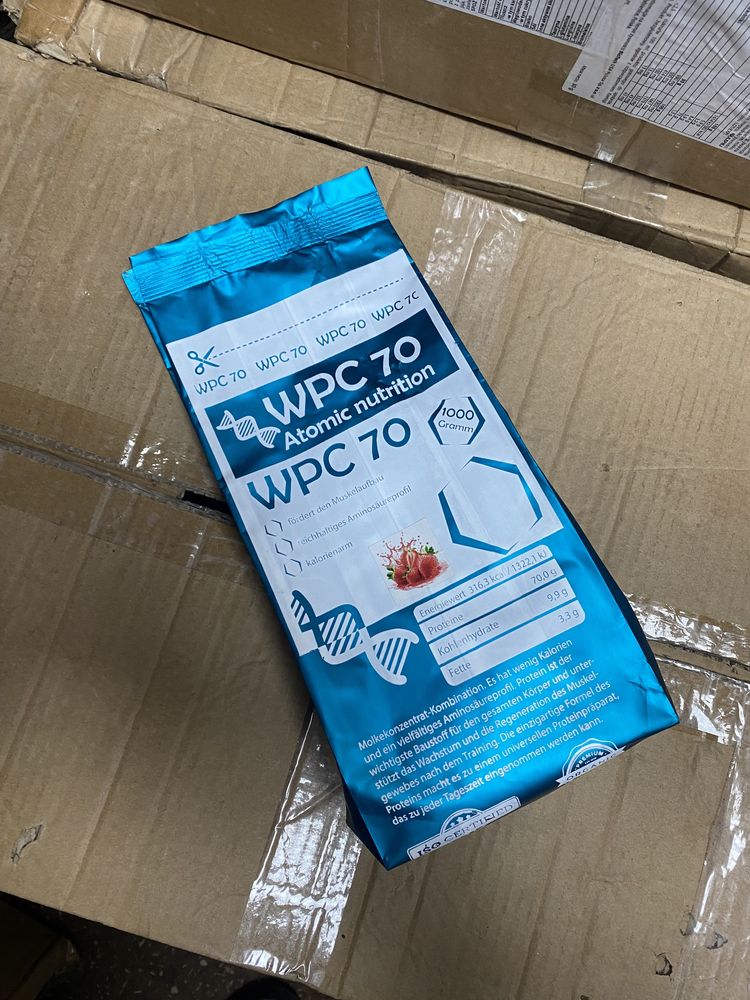 WPC 70 WPC 70 WPC 70 WPC 70
WPC 70
Atomic nutrition
WPC 70
1000
Gramm
fördert den Muskelaufbau
reichhaltiges Aminosäureprofil
kalorienarm
Energiewert 316,3 kcal / 1322,1 kJ
Proteine 70,0 g
Kohlenhydrate 9,9 g
Fette 3,3 g
Molkekonzentrat-Kombination. Es hat wenig Kalorien
und ein vielfältiges Aminosäureprofil. Protein ist der
wichtigste Baustoff für den gesamten Körper und unter-
stützt das Wachstum und die Regeneration des Muskel-
gewebes nach dem Training. Die einzigartige Formel des
Proteins macht es zu einem universellen Proteinpräparat,
das zu jeder Tageszeit eingenommen werden kann.
ISO CERTIFIED
PREMIUM
ORGANIC